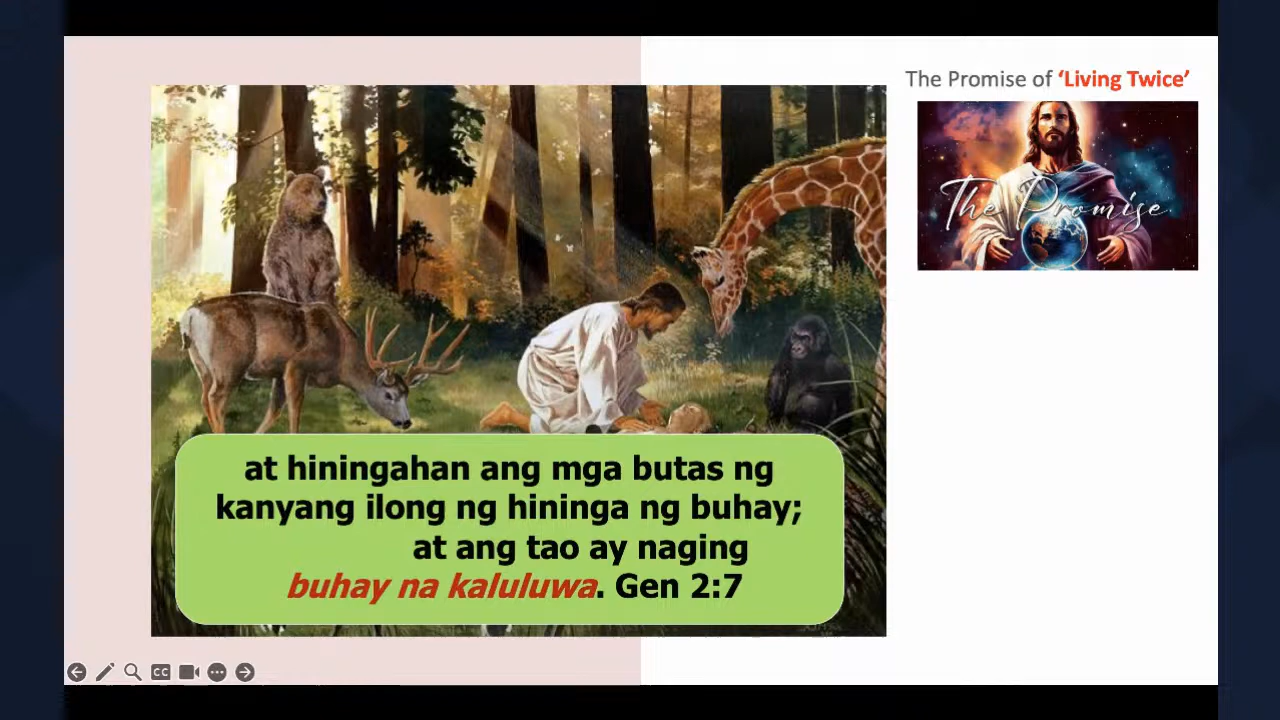 The Promise of ‘Living Twice’
The Promise
at hiningahan ang mga butas ng
kanyang ilong ng hininga ng buhay;
at ang tao ay naging
buhay na kaluluwa. Gen 2:7
CC